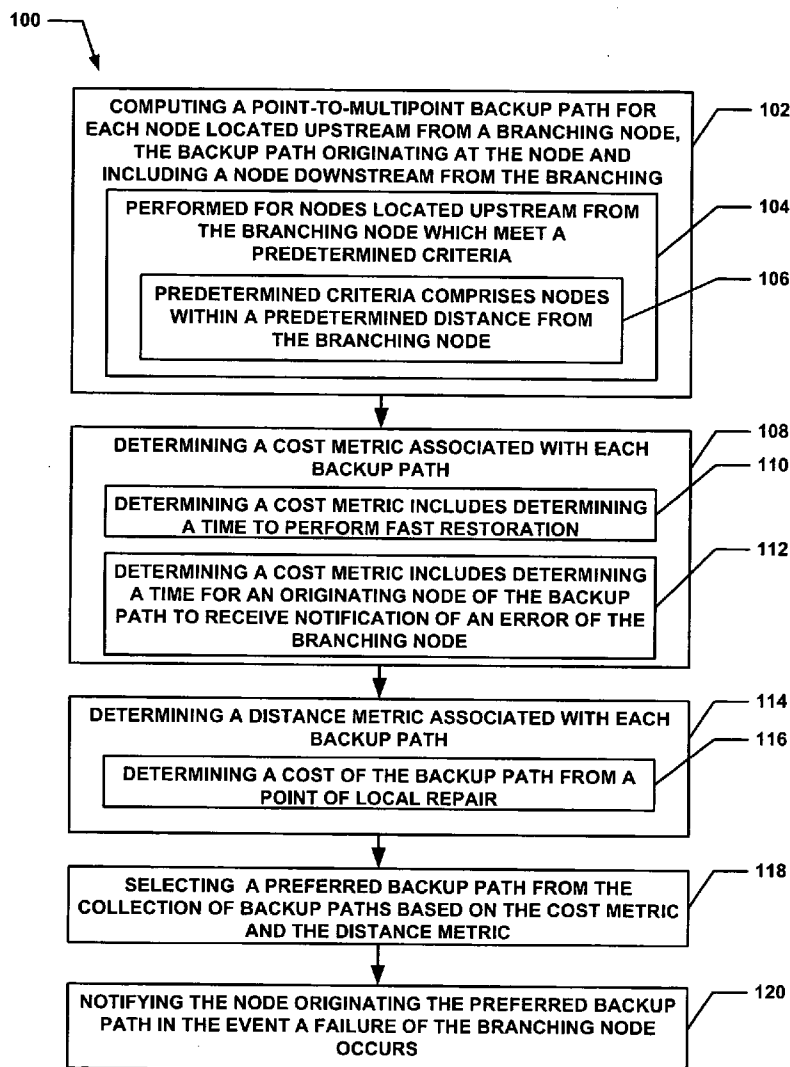 100
COMPUTING A POINT-TO-MULTIPOINT BACKUP PATH FOR
EACH NODE LOCATED UPSTREAM FROM A BRANCHING NODE,
THE BACKUP PATH ORIGINATING AT THE NODE AND
INCLUDING A NODE DOWNSTREAM FROM THE BRANCHING
102
PERFORMED FOR NODES LOCATED UPSTREAM FROM
THE BRANCHING NODE WHICH MEET A
PREDETERMINED CRITERIA
104
PREDETERMINED CRITERIA COMPRISES NODES
WITHIN A PREDETERMINED DISTANCE FROM
THE BRANCHING NODE
106
DETERMINING A COST METRIC ASSOCIATED WITH EACH
BACKUP PATH
108
DETERMINING A COST METRIC INCLUDES DETERMINING
A TIME TO PERFORM FAST RESTORATION
110
DETERMINING A COST METRIC INCLUDES DETERMINING
A TIME FOR AN ORIGINATING NODE OF THE BACKUP
PATH TO RECEIVE NOTIFICATION OF AN ERROR OF THE
BRANCHING NODE
112
DETERMINING A DISTANCE METRIC ASSOCIATED WITH EACH
BACKUP PATH
114
DETERMINING A COST OF THE BACKUP PATH FROM A
POINT OF LOCAL REPAIR
116
SELECTING A PREFERRED BACKUP PATH FROM THE
COLLECTION OF BACKUP PATHS BASED ON THE COST METRIC
AND THE DISTANCE METRIC
118
NOTIFYING THE NODE ORIGINATING THE PREFERRED BACKUP
PATH IN THE EVENT A FAILURE OF THE BRANCHING NODE
OCCURS
120